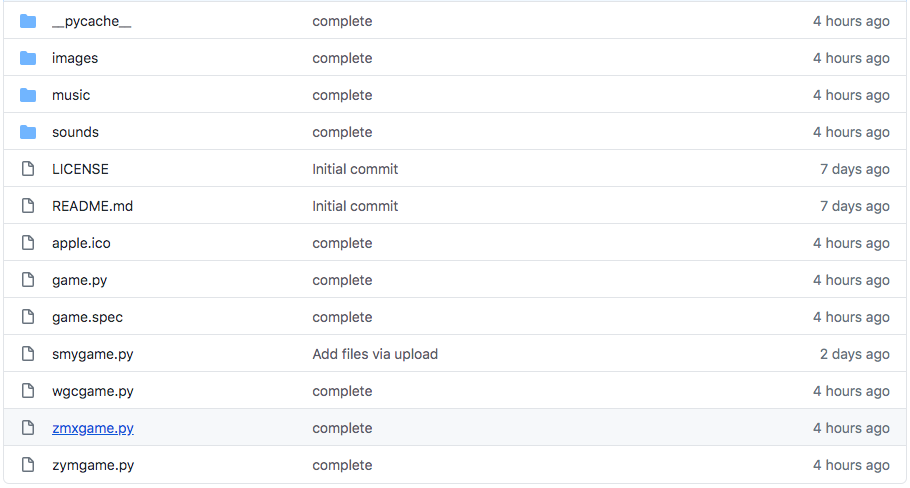 __pycache__ complete 4 hours ago
images complete 4 hours ago
music complete 4 hours ago
sounds complete 4 hours ago
LICENSE Initial commit 7 days ago
README.md Initial commit 7 days ago
apple.ico complete 4 hours ago
game.py complete 4 hours ago
game.spec complete 4 hours ago
smygame.py Add files via upload 2 days ago
wgcgame.py complete 4 hours ago
zmxgame.py complete 4 hours ago
zymgame.py complete 4 hours ago